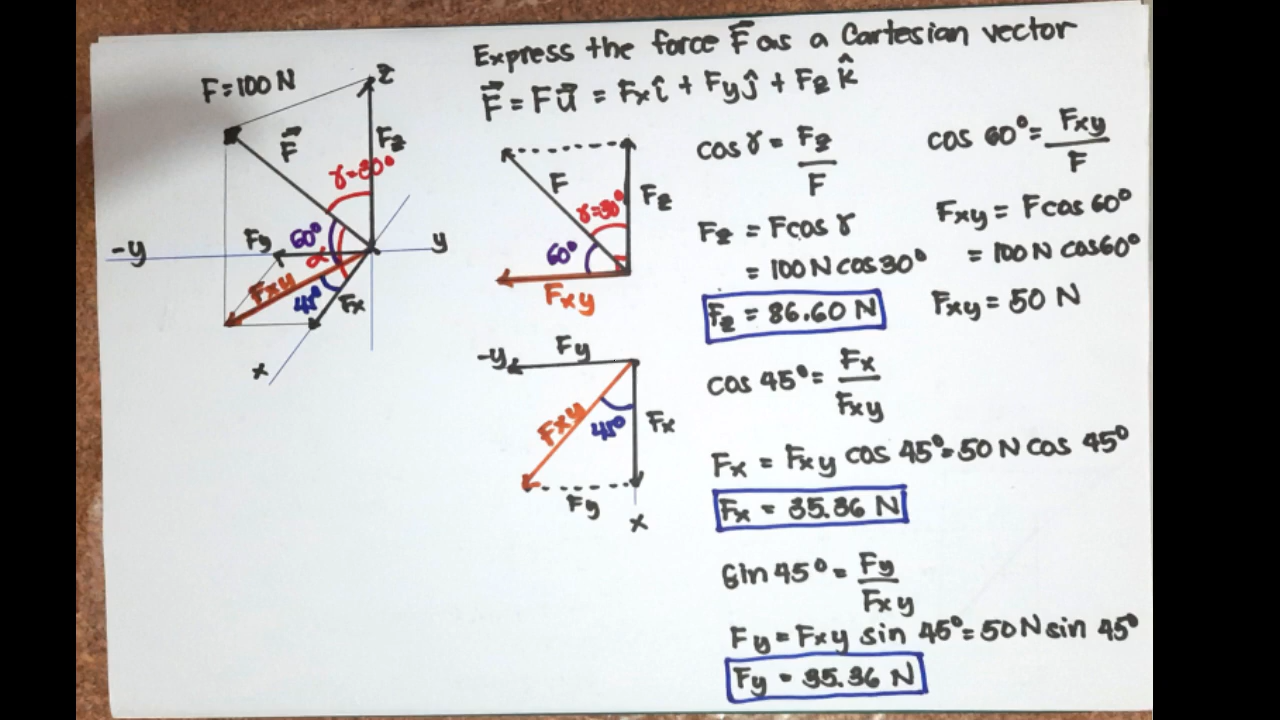 Express the force F⃗ as a Cartesian vector
F⃗ = Fu⃗ = Fxî + Fyĵ + Fzk̂
F = 100 N
z
F⃗
Fz
γ = 30°
-y
Fy
60°
α
y
Fxy
45°
Fx
x
F
γ = 30°
Fz
60°
Fxy
-y
Fy
Fxy
45°
Fx
Fy
x
cos γ = Fz/F
Fz = F cos γ
= 100 N cos 30°
Fz = 86.60 N
cos 60° = Fxy/F
Fxy = F cos 60°
= 100 N cos 60°
Fxy = 50 N
cos 45° = Fx/Fxy
Fx = Fxy cos 45° = 50 N cos 45°
Fx = 35.36 N
sin 45° = Fy/Fxy
Fy = Fxy sin 45° = 50 N sin 45°
Fy = 35.36 N